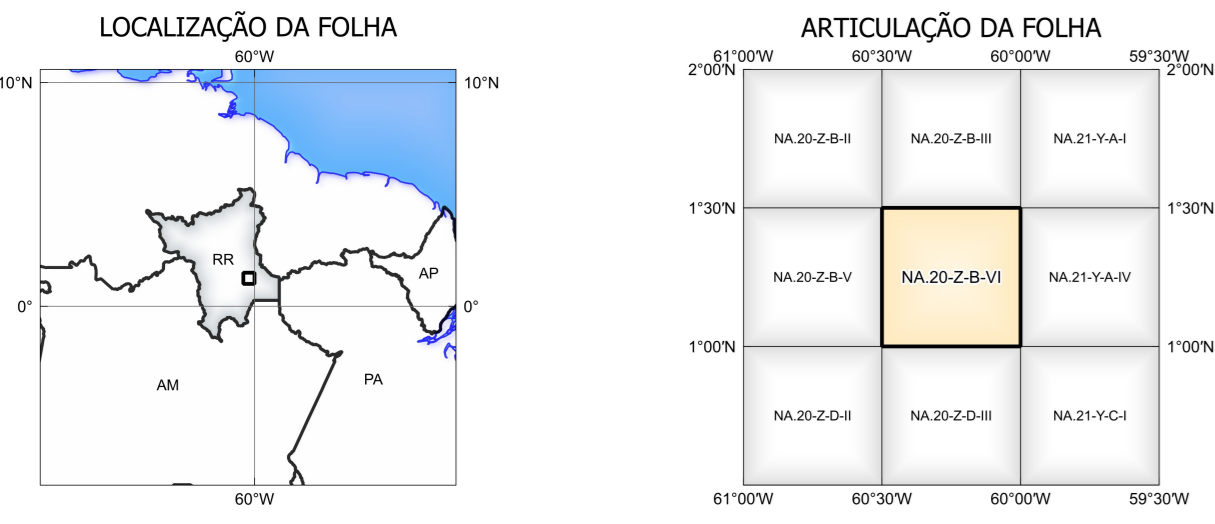 LOCALIZAÇÃO DA FOLHA
60°W
10°N 10°N
RR
AP
0° 0°
AM
PA
60°W
ARTICULAÇÃO DA FOLHA
61°00'W 60°30'W 60°00'W 59°30'W
2°00'N 2°00'N
NA.20-Z-B-II NA.20-Z-B-III NA.21-Y-A-I
1°30'N 1°30'N
NA.20-Z-B-V NA.20-Z-B-VI NA.21-Y-A-IV
1°00'N 1°00'N
NA.20-Z-D-II NA.20-Z-D-III NA.21-Y-C-I
61°00'W 60°30'W 60°00'W 59°30'W